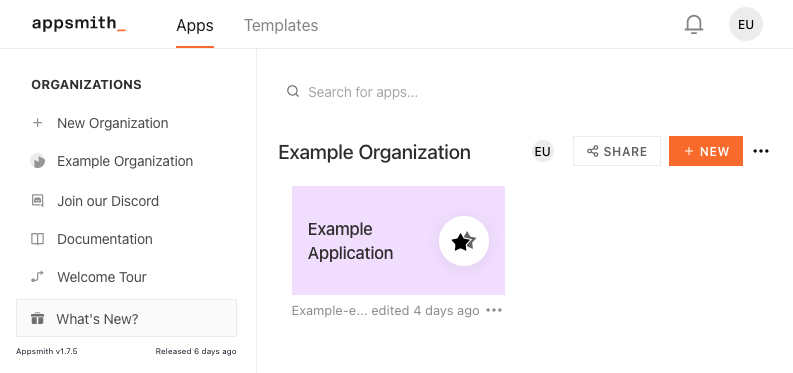 appsmith_
Apps
Templates
EU
ORGANIZATIONS
New Organization
Example Organization
Join our Discord
Documentation
Welcome Tour
What's New?
Appsmith v1.7.5
Released 6 days ago
Search for apps...
Example Organization
EU
SHARE
+ NEW
Example
Application
Example-e... edited 4 days ago